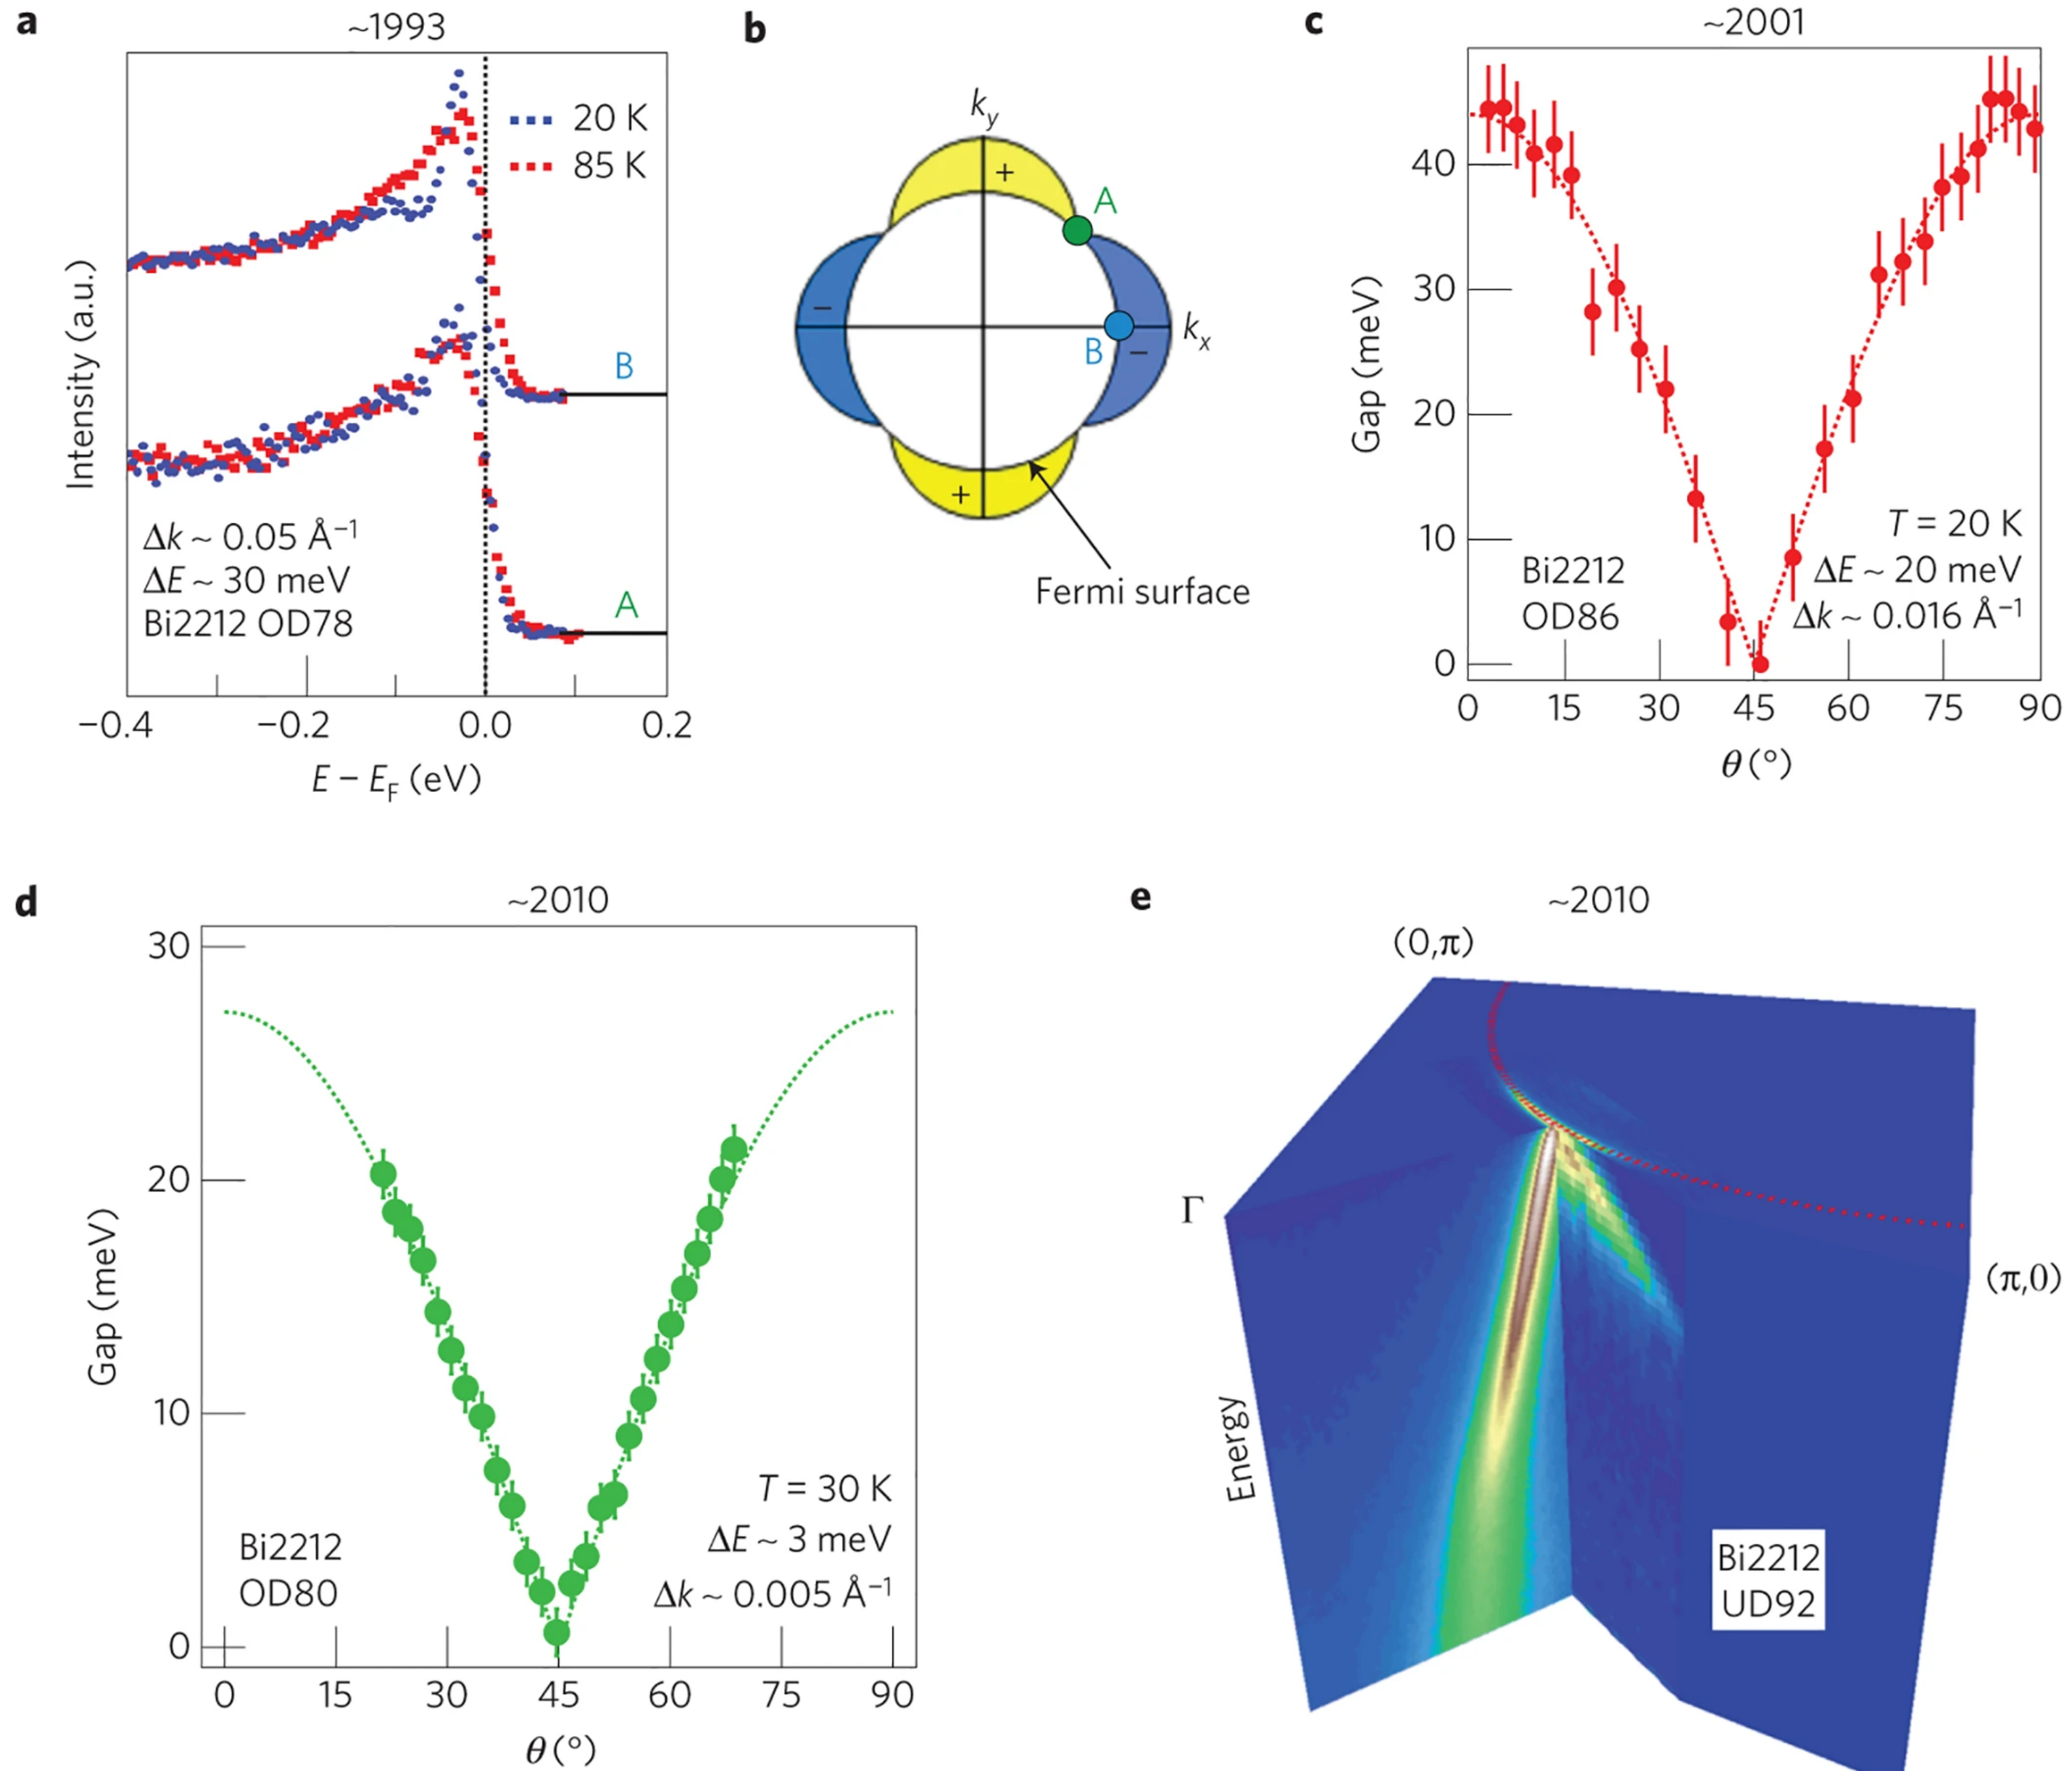 a
~1993
20 K
85 K
Intensity (a.u.)
B
A
Δk ~ 0.05 Å⁻¹
ΔE ~ 30 meV
Bi2212 OD78
−0.4
−0.2
0.0
0.2
E − E_F (eV)
b
k_y
+
A
−
B
−
k_x
+
Fermi surface
c
~2001
Gap (meV)
40
30
20
10
0
T = 20 K
ΔE ~ 20 meV
Δk ~ 0.016 Å⁻¹
Bi2212
OD86
0
15
30
45
60
75
90
θ (°)
d
~2010
Gap (meV)
30
20
10
0
T = 30 K
ΔE ~ 3 meV
Δk ~ 0.005 Å⁻¹
Bi2212
OD80
0
15
30
45
60
75
90
θ (°)
e
~2010
(0,π)
Γ
(π,0)
Energy
Bi2212
UD92